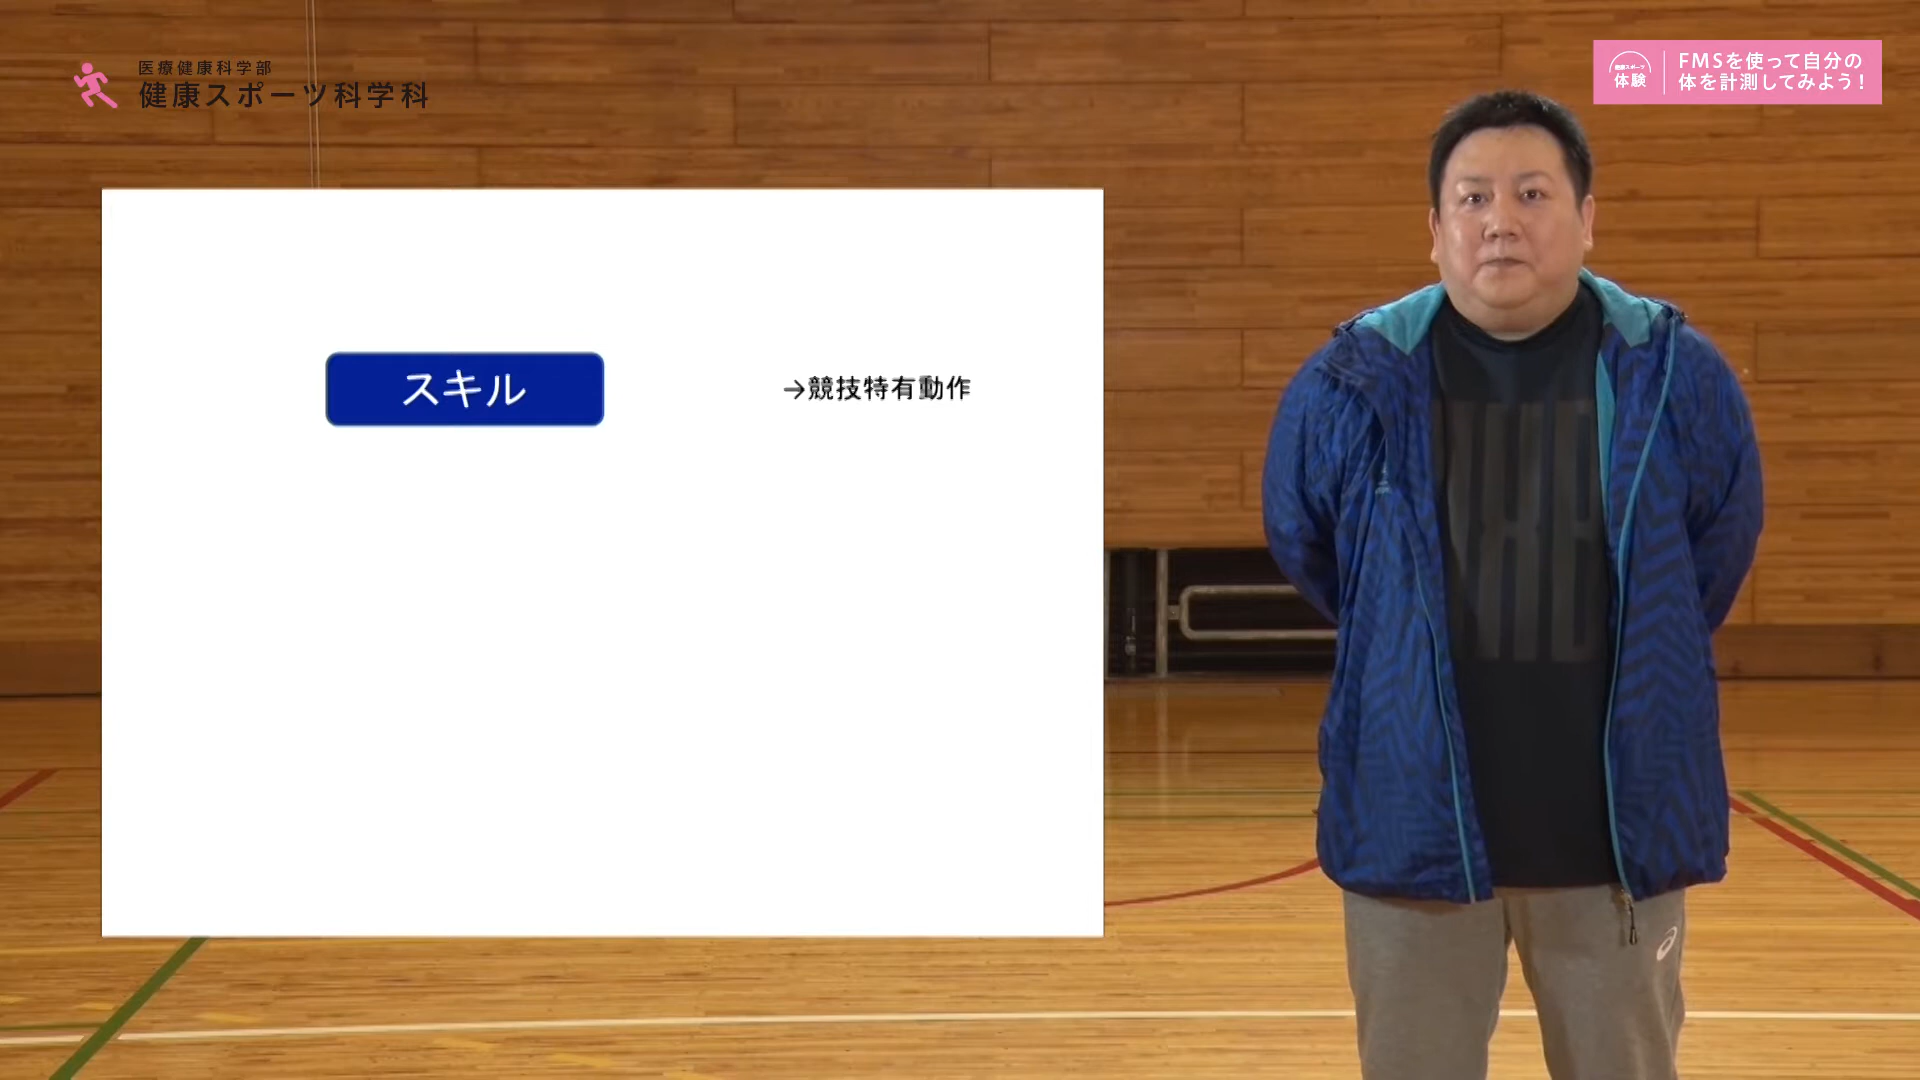 医療健康科学部
健康スポーツ科学科
体験
FMSを使って自分の
体を計測してみよう！
スキル
→競技特有動作